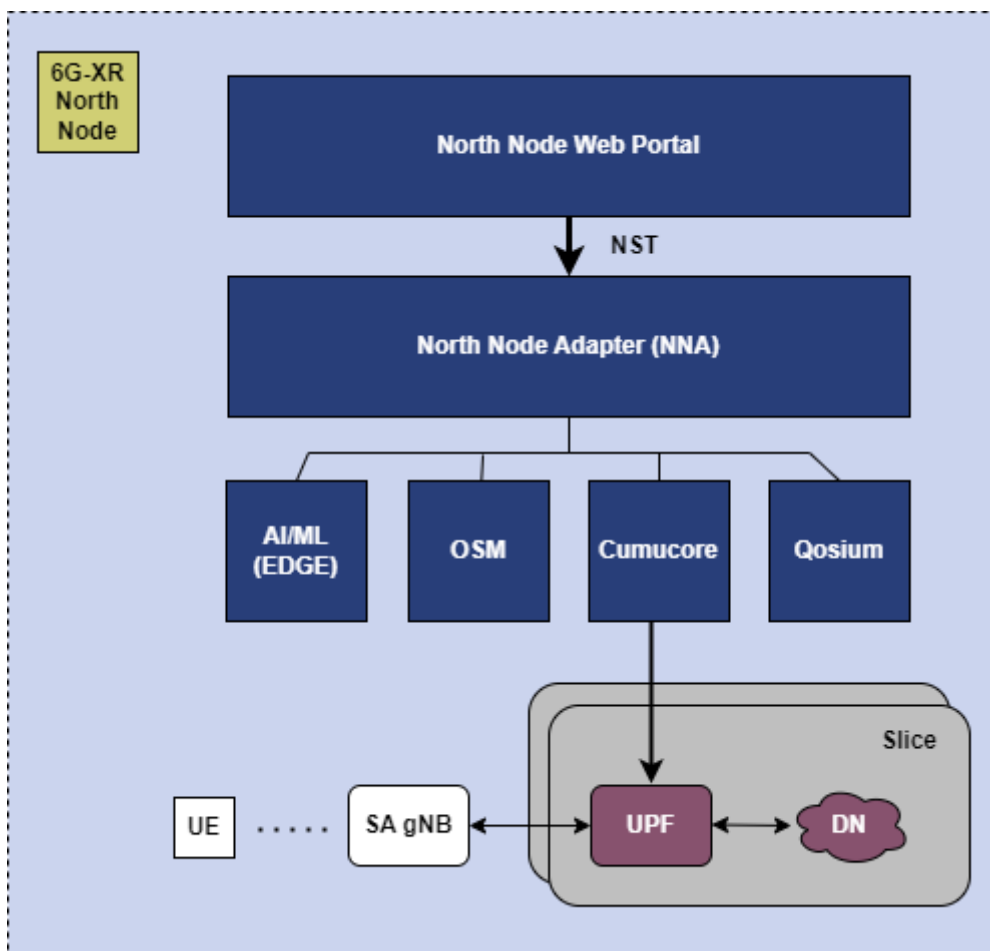 6G-XR
North
Node
North Node Web Portal
NST
North Node Adapter (NNA)
AI/ML
(EDGE)
OSM
Cumucore
Qosium
Slice
UE
SA gNB
UPF
DN